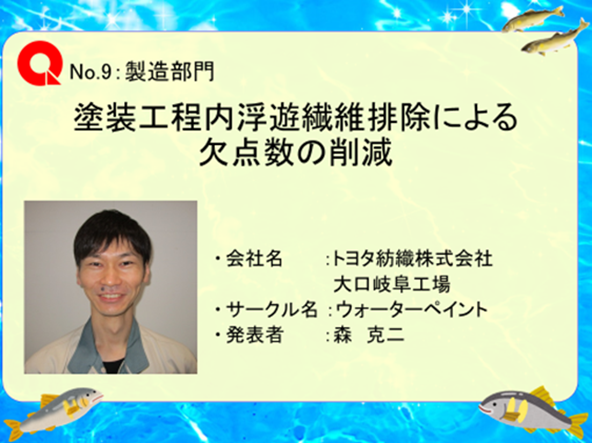 Q No.9：製造部門
塗装工程内浮遊繊維排除による
欠点数の削減
・会社名　　：トヨタ紡織株式会社
大口岐阜工場
・サークル名：ウォーターペイント
・発表者　　：森　克二